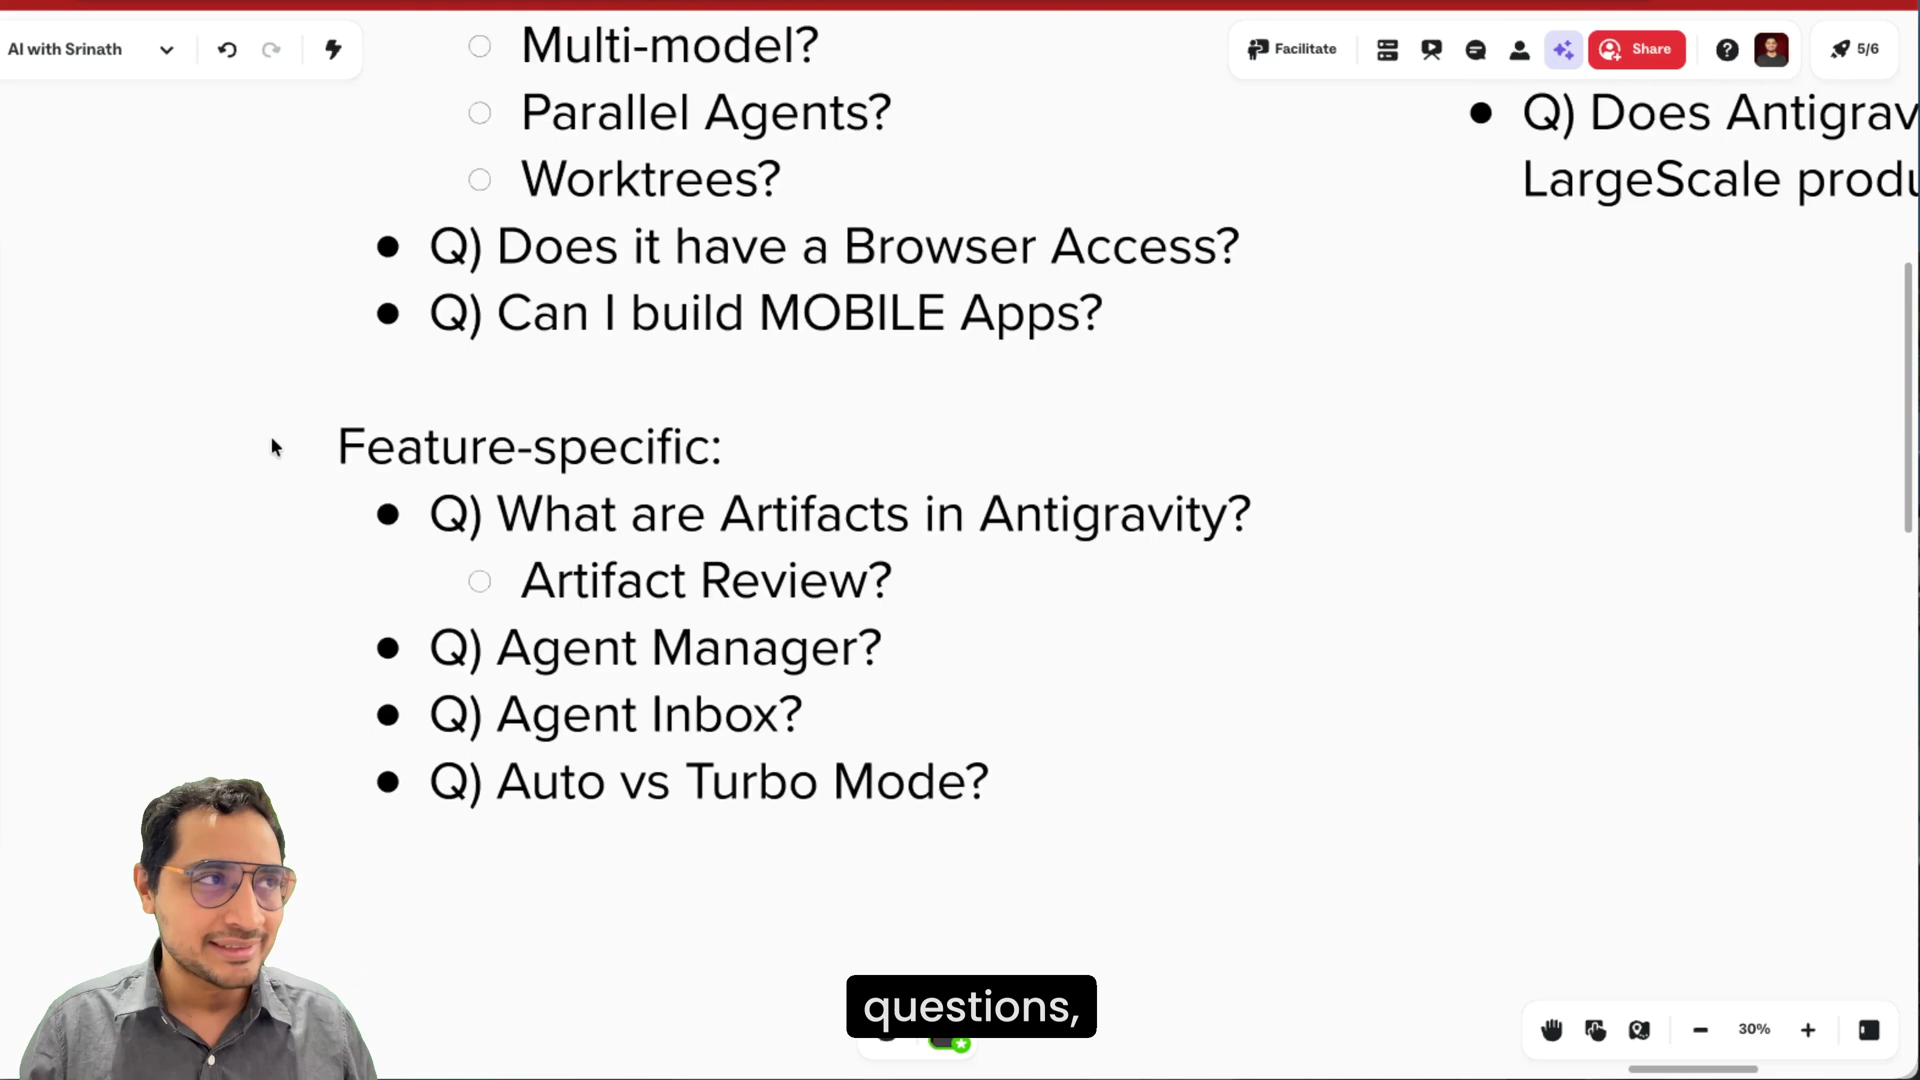 AI with Srinath
Facilitate
Share
5/6
Multi-model?
Parallel Agents?
Worktrees?
Q) Does it have a Browser Access?
Q) Can I build MOBILE Apps?
Q) Does Antigrav
LargeScale produ
Feature-specific:
Q) What are Artifacts in Antigravity?
Artifact Review?
Q) Agent Manager?
Q) Agent Inbox?
Q) Auto vs Turbo Mode?
questions,
30%